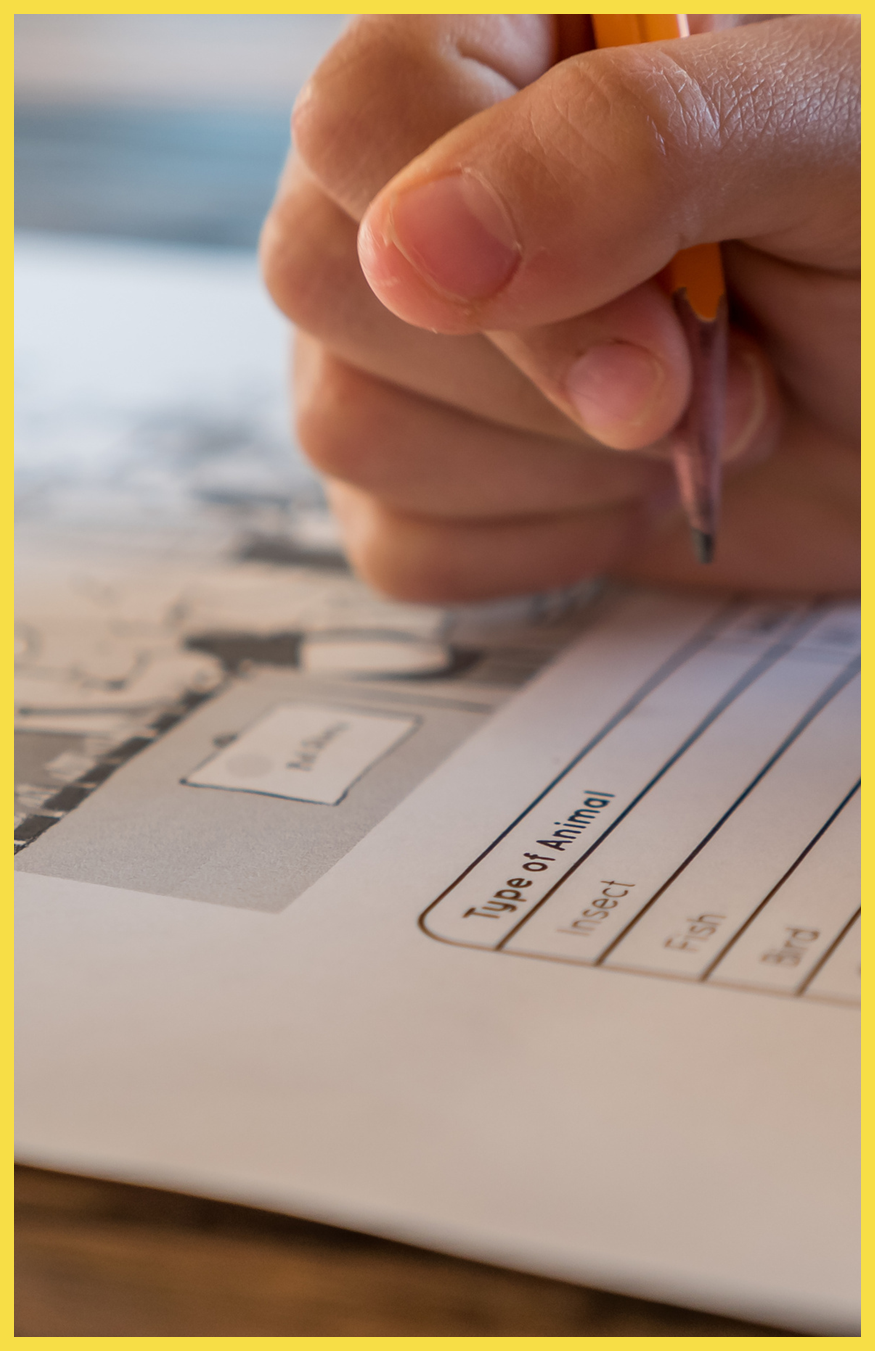 Type of Animal
Insect
Fish
Bird